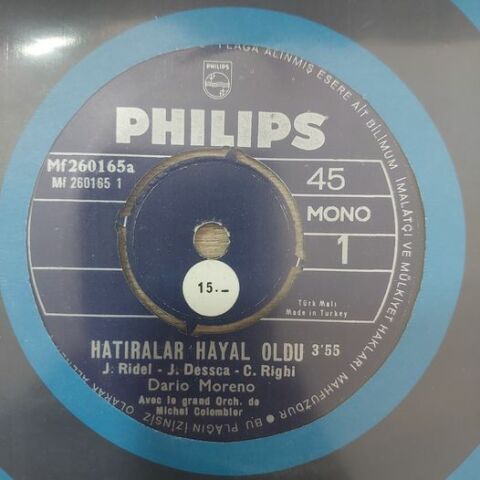 PLAĞA ALINMIŞ ESERE AİT BİLUMUM İMALATÇI VE MÜLKİYET HAKLARI MAHFUZDUR • BU PLAĞIN İZİNSİZ OLARAK
PHILIPS
PHILIPS
Mf260165a
Mf 260165 1
45
MONO
1
15.-
Türk Malı
Made in Turkey
HATIRALAR HAYAL OLDU 3'55
J. Ridel - J. Dessca - C. Righi
Dario Moreno
Avec le grand Orch. de
Michel Colombier